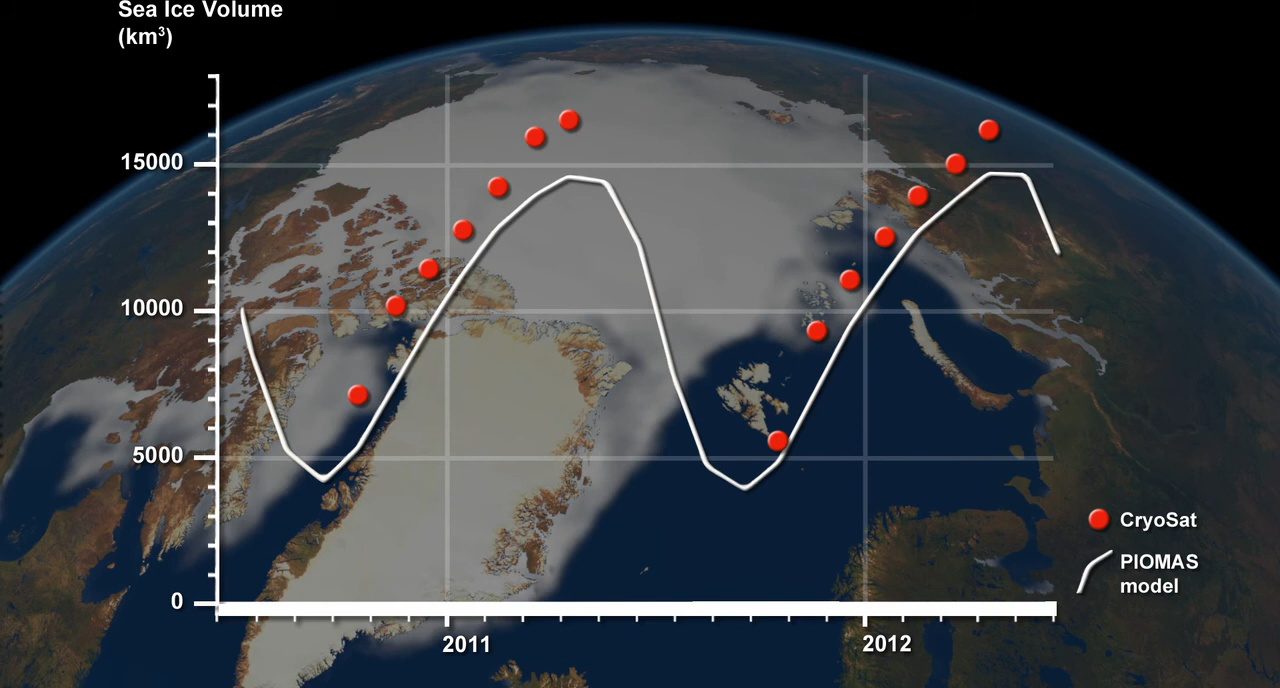 Sea Ice Volume
(km³)
15000
10000
5000
0
2011
2012
CryoSat
PIOMAS
model